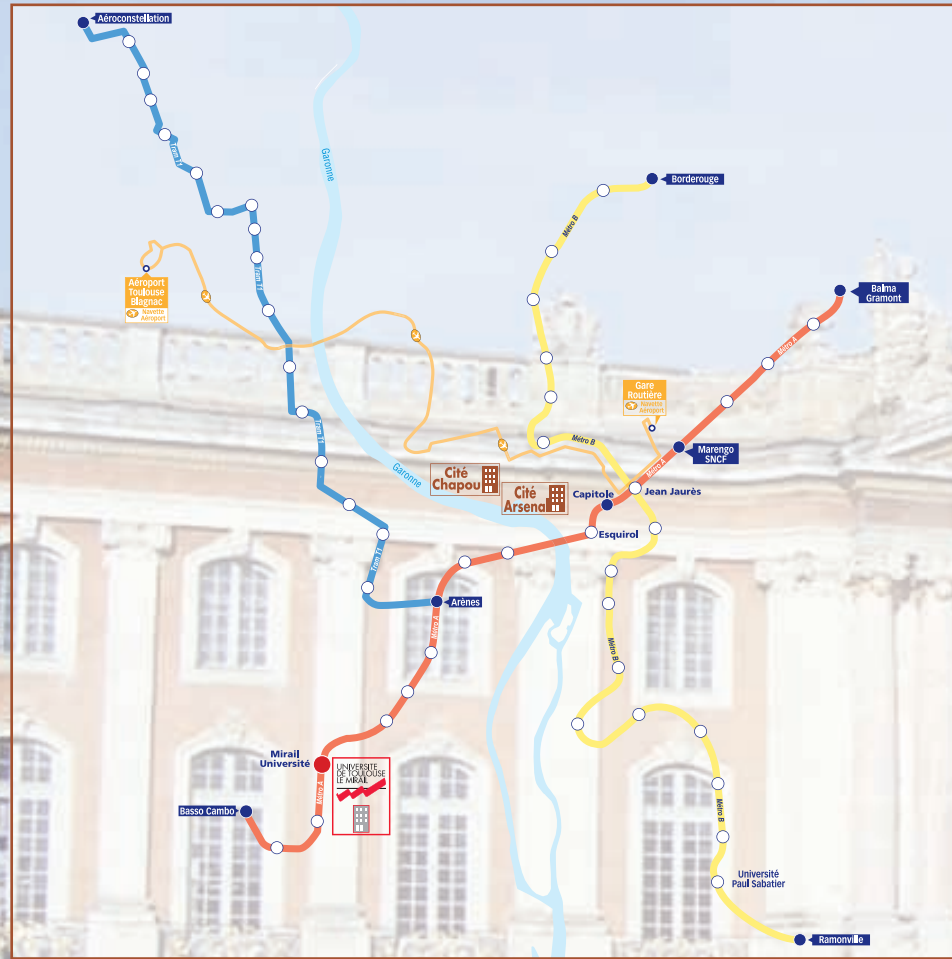 Aéroconstellation
Tram T1
Garonne
Borderouge
Métro B
Aéroport
Toulouse
Blagnac
Navette
Aéroport
Tram T1
Balma
Gramont
Métro A
Gare
Routière
Navette
Aéroport
Tram T1
Métro B
Marengo
SNCF
Garonne
Cité
Chapou
Métro A
Cité
Arsenal
Capitole
Jean Jaurès
Esquirol
Tram T1
Arènes
Métro A
Métro B
Mirail
Université
UNIVERSITE
DE TOULOUSE
LE MIRAIL
Métro A
Basso Cambo
Métro B
Université
Paul Sabatier
Ramonville